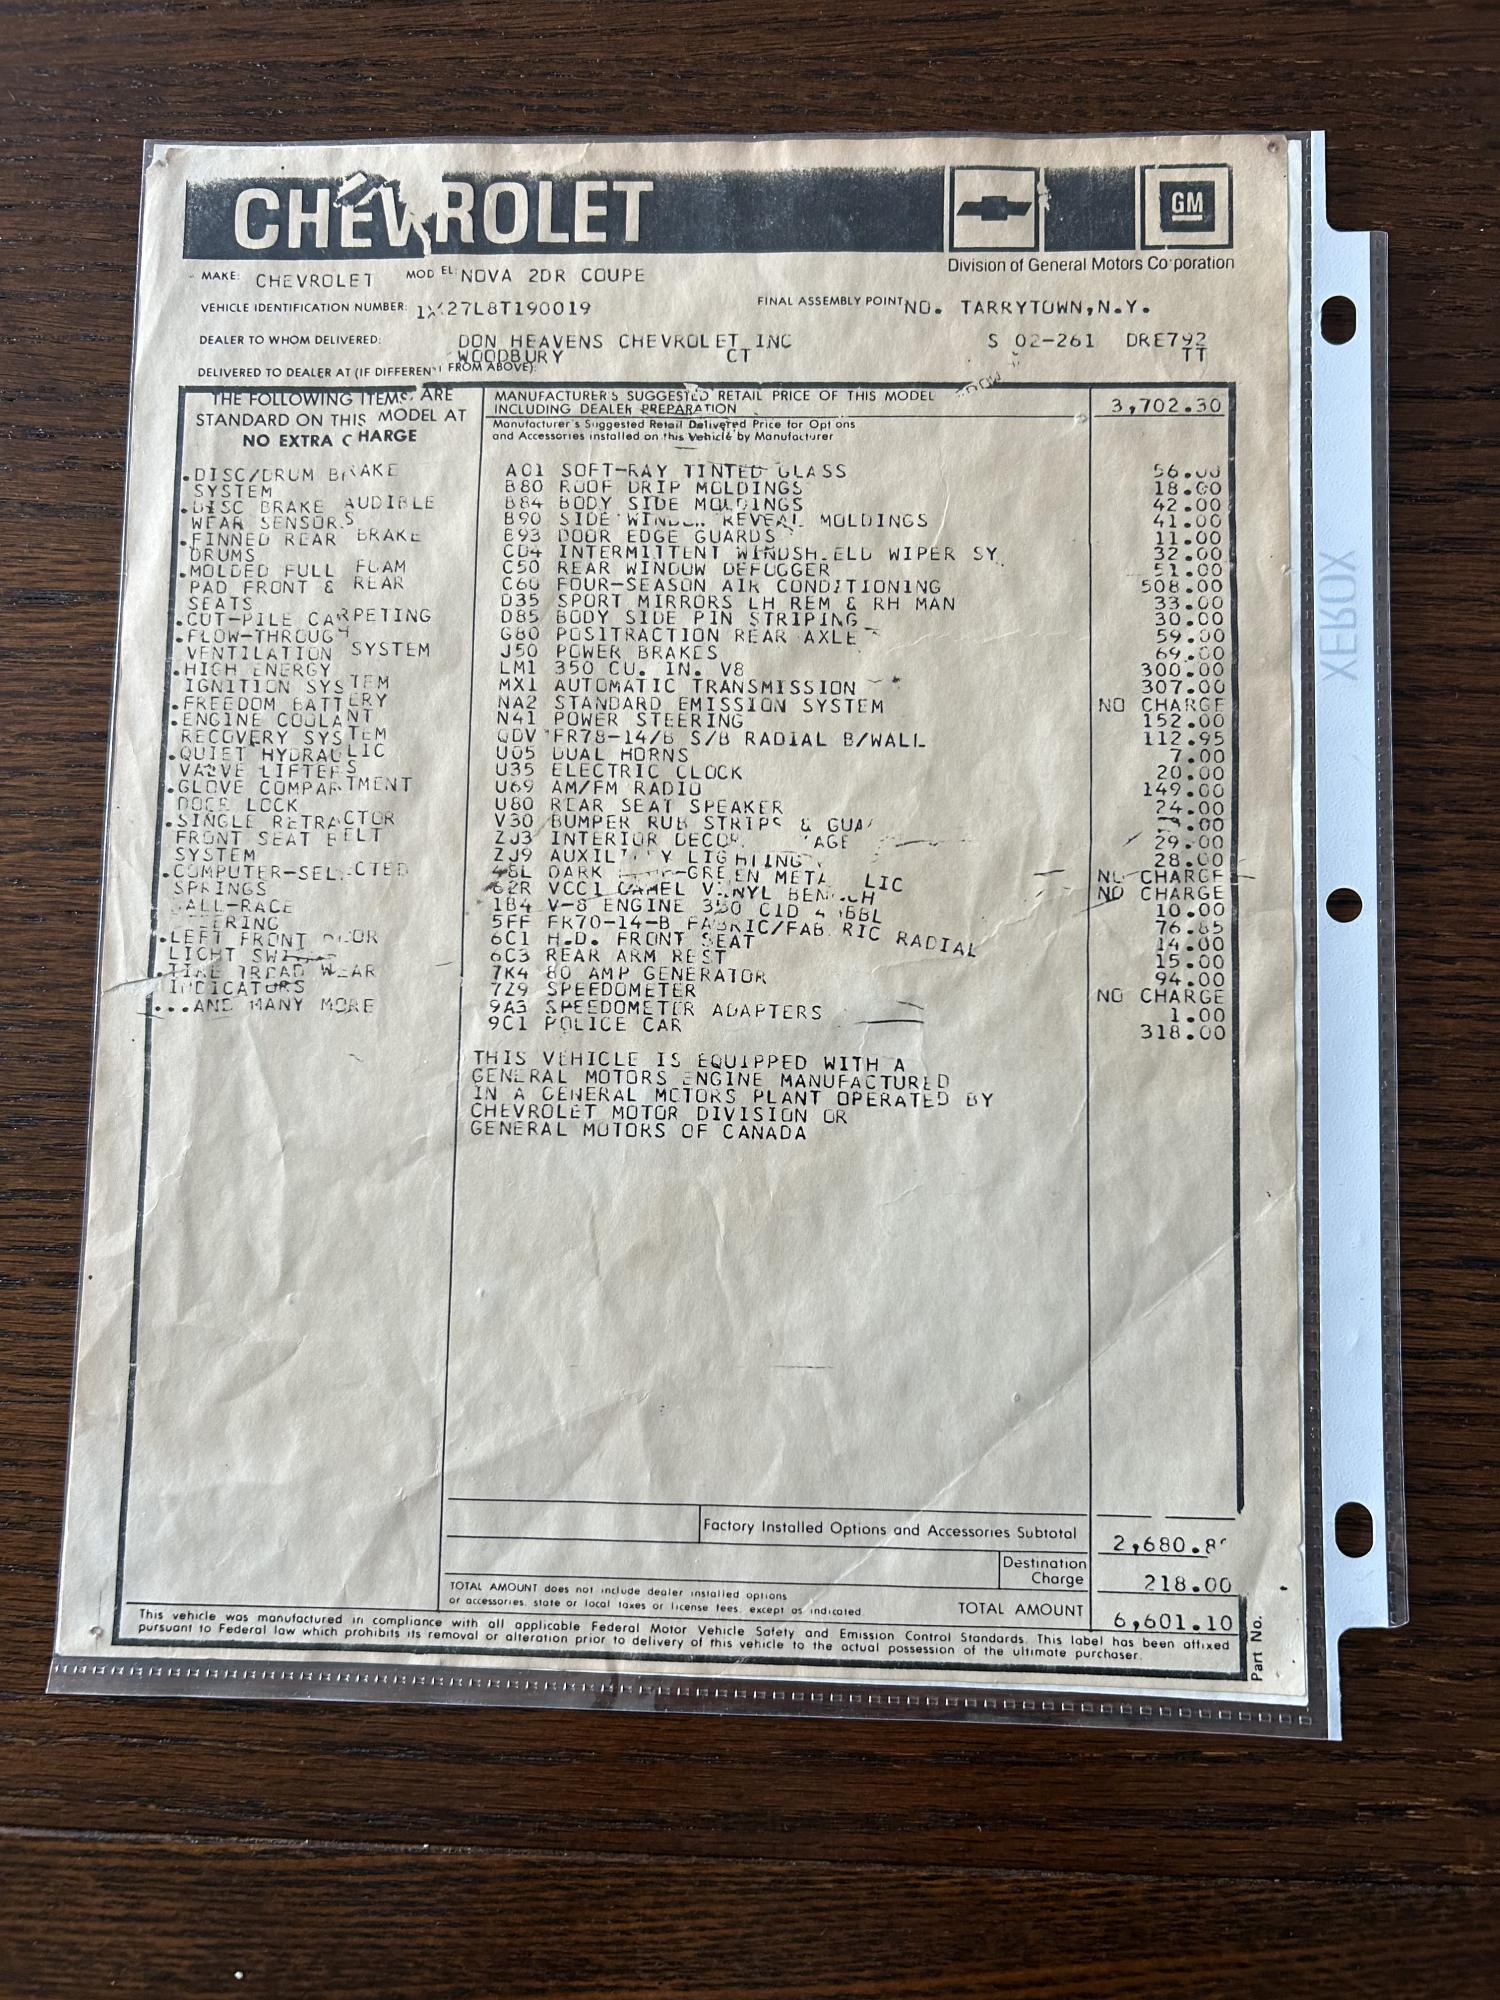 CHEVROLET
GM
Division of General Motors Corporation
MAKE: CHEVROLET MODEL: NOVA 2DR COUPE
VEHICLE IDENTIFICATION NUMBER: 1X27L8T190019 FINAL ASSEMBLY POINT NO. TARRYTOWN,N.Y.
DEALER TO WHOM DELIVERED: DON HEAVENS CHEVROLET INC S 02-261 DRE792
WOODBURY CT TT
DELIVERED TO DEALER AT (IF DIFFERENT FROM ABOVE):
THE FOLLOWING ITEMS ARE
STANDARD ON THIS MODEL AT
NO EXTRA CHARGE
.DISC/DRUM BRAKE
SYSTEM
.DISC BRAKE AUDIBLE
WEAR SENSORS
.FINNED REAR BRAKE
DRUMS
.MOLDED FULL FOAM
PAD FRONT & REAR
SEATS
.CUT-PILE CARPETING
.FLOW-THROUGH
VENTILATION SYSTEM
.HIGH ENERGY
IGNITION SYSTEM
.FREEDOM BATTERY
.ENGINE COOLANT
RECOVERY SYSTEM
.QUIET HYDRAULIC
VALVE LIFTERS
.GLOVE COMPARTMENT
DOOR LOCK
.SINGLE RETRACTOR
FRONT SEAT BELT
SYSTEM
.COMPUTER-SELECTED
SPRINGS
BALL-RACE
STEERING
.LEFT FRONT DOOR
LIGHT SWITCH
.TIRE TREAD WEAR
INDICATORS
...AND MANY MORE
MANUFACTURER'S SUGGESTED RETAIL PRICE OF THIS MODEL
INCLUDING DEALER PREPARATION 3,702.30
Manufacturer's Suggested Retail Delivered Price for Options
and Accessories installed on this Vehicle by Manufacturer
A01 SOFT-RAY TINTED GLASS 56.00
B80 ROOF DRIP MOLDINGS 18.00
B84 BODY SIDE MOLDINGS 42.00
B90 SIDE WINDOW REVEAL MOLDINGS 41.00
B93 DOOR EDGE GUARDS 11.00
CD4 INTERMITTENT WINDSHIELD WIPER SY 32.00
C50 REAR WINDOW DEFOGGER 51.00
C60 FOUR-SEASON AIR CONDITIONING 508.00
D35 SPORT MIRRORS LH REM & RH MAN 33.00
D85 BODY SIDE PIN STRIPING 30.00
G80 POSITRACTION REAR AXLE 59.00
J50 POWER BRAKES 69.00
LM1 350 CU. IN. V8 300.00
MX1 AUTOMATIC TRANSMISSION 307.00
NA2 STANDARD EMISSION SYSTEM NO CHARGE
N41 POWER STEERING 152.00
QDV FR78-14/B S/B RADIAL B/WALL 112.95
U05 DUAL HORNS 7.00
U35 ELECTRIC CLOCK 20.00
U69 AM/FM RADIO 149.00
U80 REAR SEAT SPEAKER 24.00
V30 BUMPER RUB STRIPS & GUA
ZJ3 INTERIOR DECOR 29.00
ZJ9 AUXILIARY LIGHTING 28.00
48L DARK GREEN METALLIC NO CHARGE
62R VCC1 CAMEL VINYL BENCH NO CHARGE
1B4 V-8 ENGINE 350 CID 4 BBL 10.00
5FF FR70-14-B FABRIC/FABRIC RADIAL 76.85
6C1 H.D. FRONT SEAT 14.00
6C3 REAR ARM REST 15.00
7K4 80 AMP GENERATOR 94.00
7Z9 SPEEDOMETER NO CHARGE
9A3 SPEEDOMETER ADAPTERS 1.00
9C1 POLICE CAR 318.00
THIS VEHICLE IS EQUIPPED WITH A
GENERAL MOTORS ENGINE MANUFACTURED
IN A GENERAL MOTORS PLANT OPERATED BY
CHEVROLET MOTOR DIVISION OR
GENERAL MOTORS OF CANADA
Factory Installed Options and Accessories Subtotal 2,680.8
Destination
Charge 218.00
TOTAL AMOUNT does not include dealer installed options
or accessories, state or local taxes or license fees, except as indicated. TOTAL AMOUNT 6,601.10
This vehicle was manufactured in compliance with all applicable Federal Motor Vehicle Safety and Emission Control Standards. This label has been affixed
pursuant to Federal law which prohibits its removal or alteration prior to delivery of this vehicle to the actual possession of the ultimate purchaser.
Part No.
XEROX